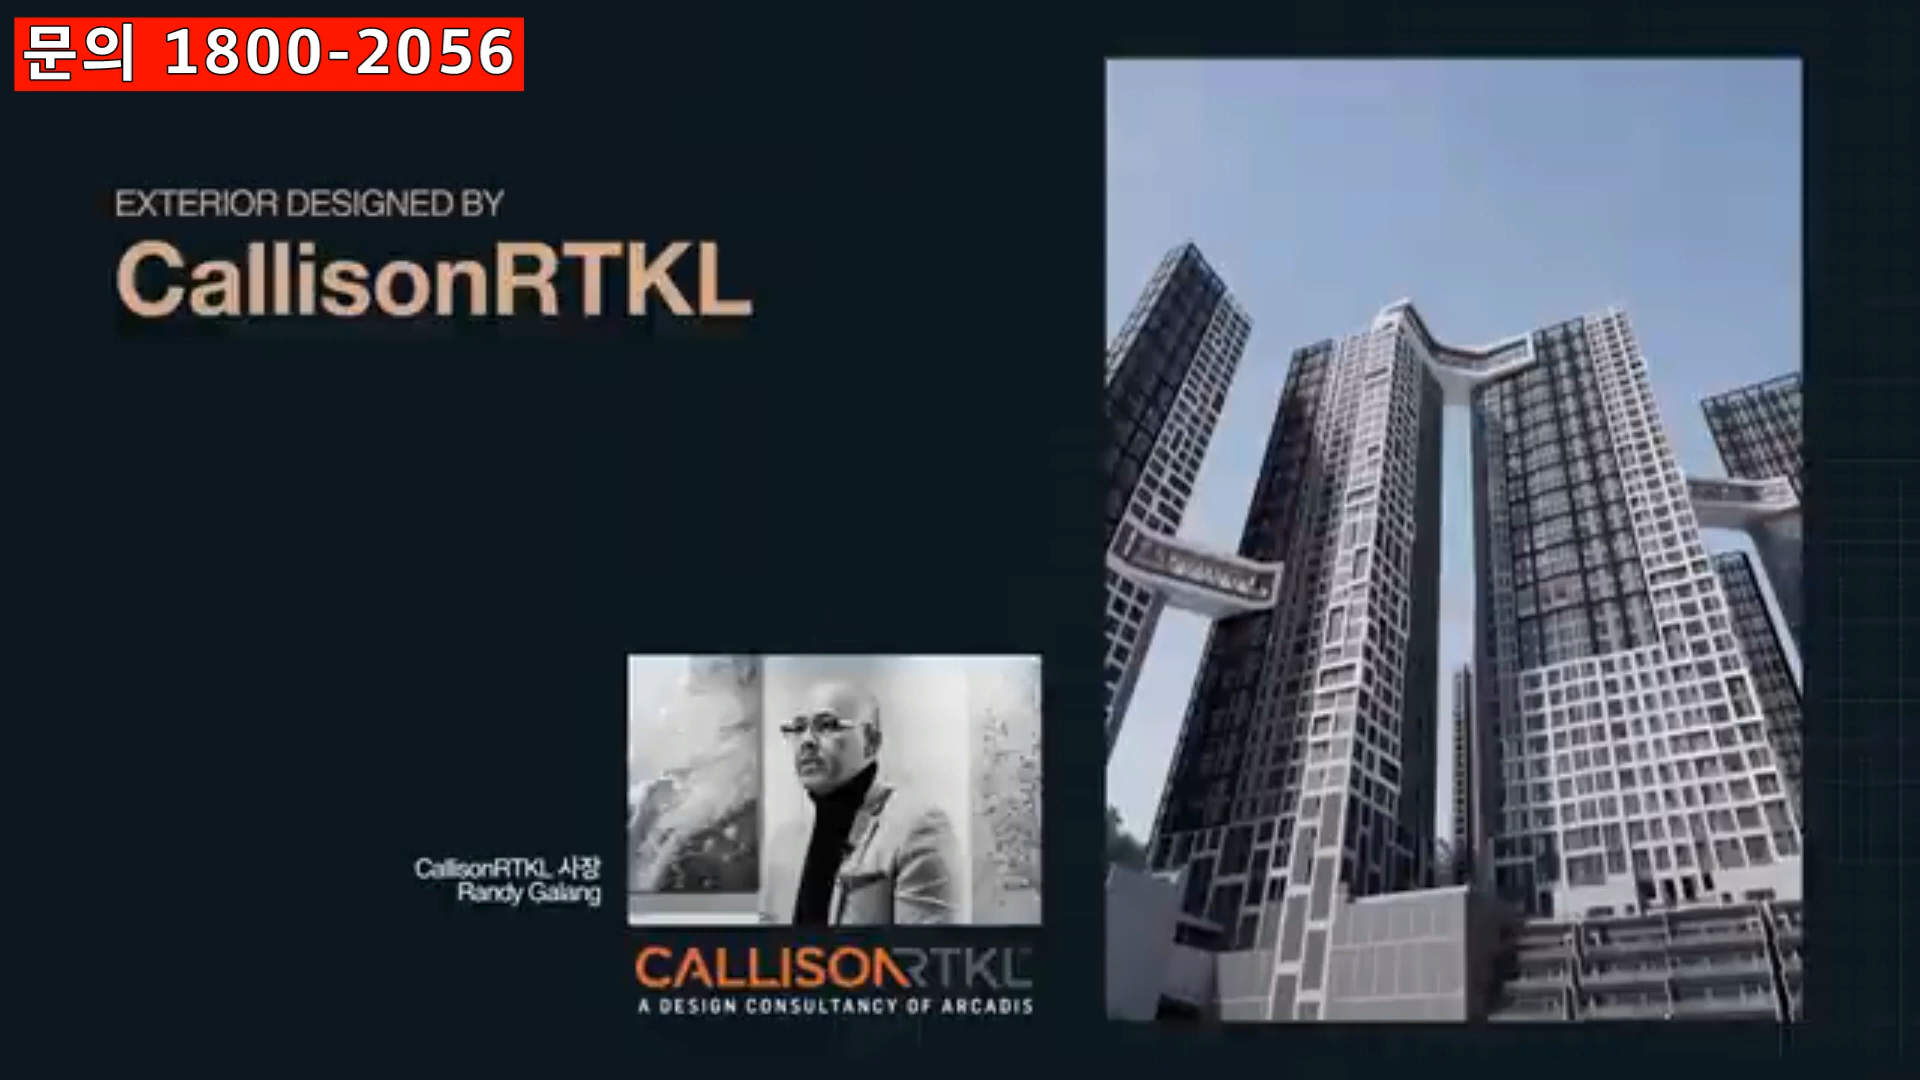 문의 1800-2056
EXTERIOR DESIGNED BY
CallisonRTKL
CallisonRTKL 사장
Randy Galang
CALLISONRTKL
A DESIGN CONSULTANCY OF ARCADIS